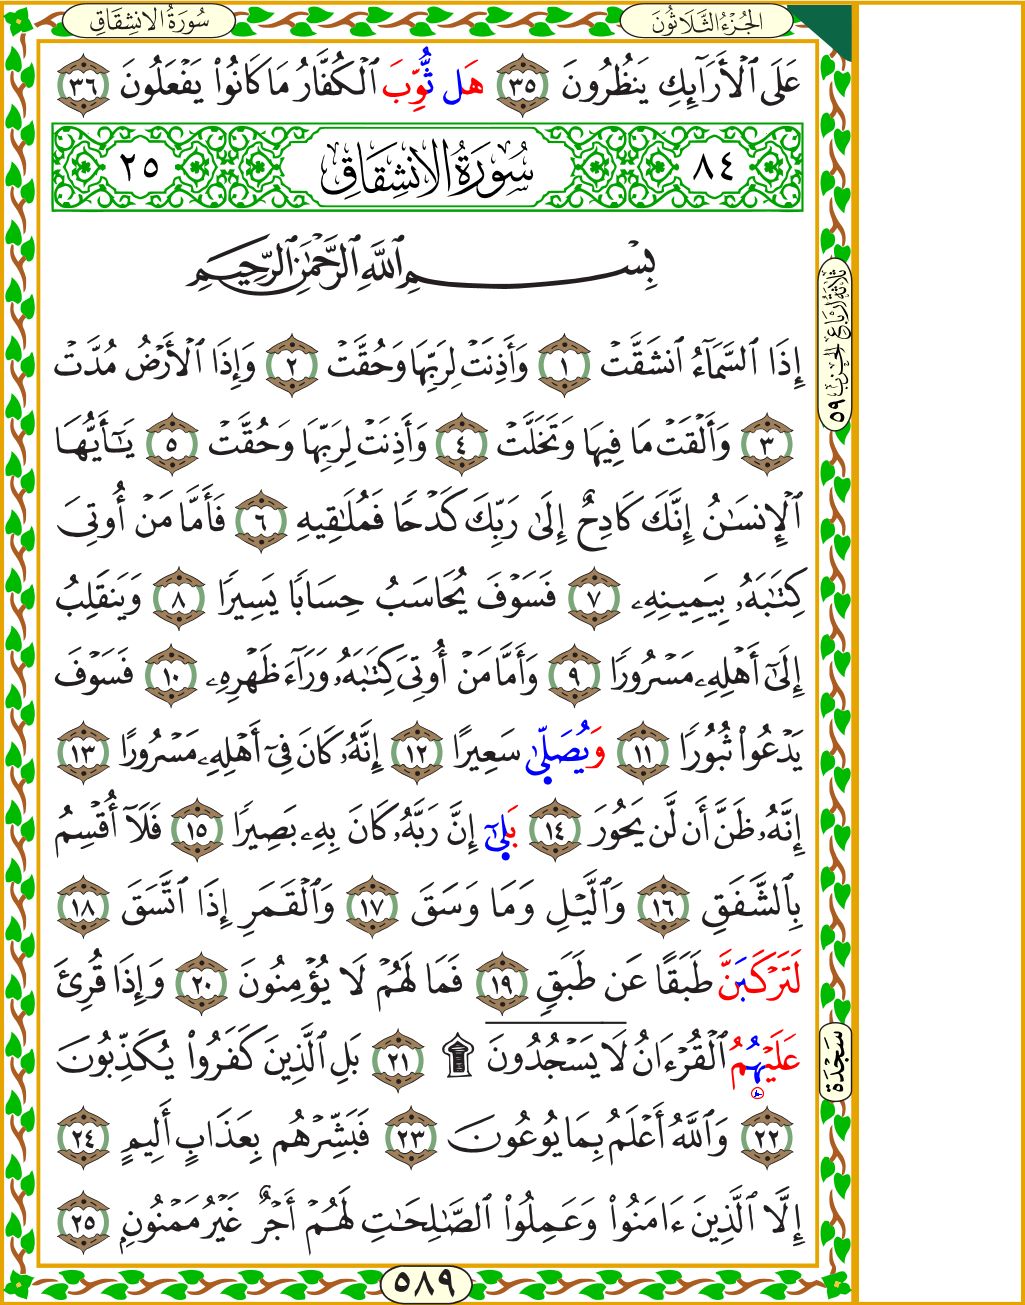 سُورَةُ الانشِقَاقِ
الجُزْءُ الثَّلَاثُونَ
عَلَى ٱلْأَرَآئِكِ يَنظُرُونَ ٣٥ هَل ثُّوِّبَ ٱلْكُفَّارُ مَا كَانُوا۟ يَفْعَلُونَ ٣٦
٨٤ سُورَةُ الانشِقَاقِ ٢٥
بِسْمِ ٱللَّهِ ٱلرَّحْمَٰنِ ٱلرَّحِيمِ
إِذَا ٱلسَّمَآءُ ٱنشَقَّتْ ١ وَأَذِنَتْ لِرَبِّهَا وَحُقَّتْ ٢ وَإِذَا ٱلْأَرْضُ مُدَّتْ
٣ وَأَلْقَتْ مَا فِيهَا وَتَخَلَّتْ ٤ وَأَذِنَتْ لِرَبِّهَا وَحُقَّتْ ٥ يَـٰٓأَيُّهَا
ٱلْإِنسَـٰنُ إِنَّكَ كَادِحٌ إِلَىٰ رَبِّكَ كَدْحًا فَمُلَـٰقِيهِ ٦ فَأَمَّا مَنْ أُوتِىَ
كِتَـٰبَهُۥ بِيَمِينِهِۦ ٧ فَسَوْفَ يُحَاسَبُ حِسَابًا يَسِيرًا ٨ وَيَنقَلِبُ
إِلَىٰٓ أَهْلِهِۦ مَسْرُورًا ٩ وَأَمَّا مَنْ أُوتِىَ كِتَـٰبَهُۥ وَرَآءَ ظَهْرِهِۦ ١٠ فَسَوْفَ
يَدْعُوا۟ ثُبُورًا ١١ وَيُصَلَّىٰ سَعِيرًا ١٢ إِنَّهُۥ كَانَ فِىٓ أَهْلِهِۦ مَسْرُورًا ١٣
إِنَّهُۥ ظَنَّ أَن لَّن يَحُورَ ١٤ بَلَىٰٓ إِنَّ رَبَّهُۥ كَانَ بِهِۦ بَصِيرًا ١٥ فَلَآ أُقْسِمُ
بِٱلشَّفَقِ ١٦ وَٱلَّيْلِ وَمَا وَسَقَ ١٧ وَٱلْقَمَرِ إِذَا ٱتَّسَقَ ١٨
لَتَرْكَبَنَّ طَبَقًا عَن طَبَقٍ ١٩ فَمَا لَهُمْ لَا يُؤْمِنُونَ ٢٠ وَإِذَا قُرِئَ
عَلَيْهُمُ ٱلْقُرْءَانُ لَا يَسْجُدُونَ ۩ ٢١ بَلِ ٱلَّذِينَ كَفَرُوا۟ يُكَذِّبُونَ
٢٢ وَٱللَّهُ أَعْلَمُ بِمَا يُوعُونَ ٢٣ فَبَشِّرْهُم بِعَذَابٍ أَلِيمٍ ٢٤
إِلَّا ٱلَّذِينَ ءَامَنُوا۟ وَعَمِلُوا۟ ٱلصَّـٰلِحَـٰتِ لَهُمْ أَجْرٌ غَيْرُ مَمْنُونٍۭ ٢٥
ثلاثة أرباع الحزب ٥٩
سَجْدَة
٥٨٩